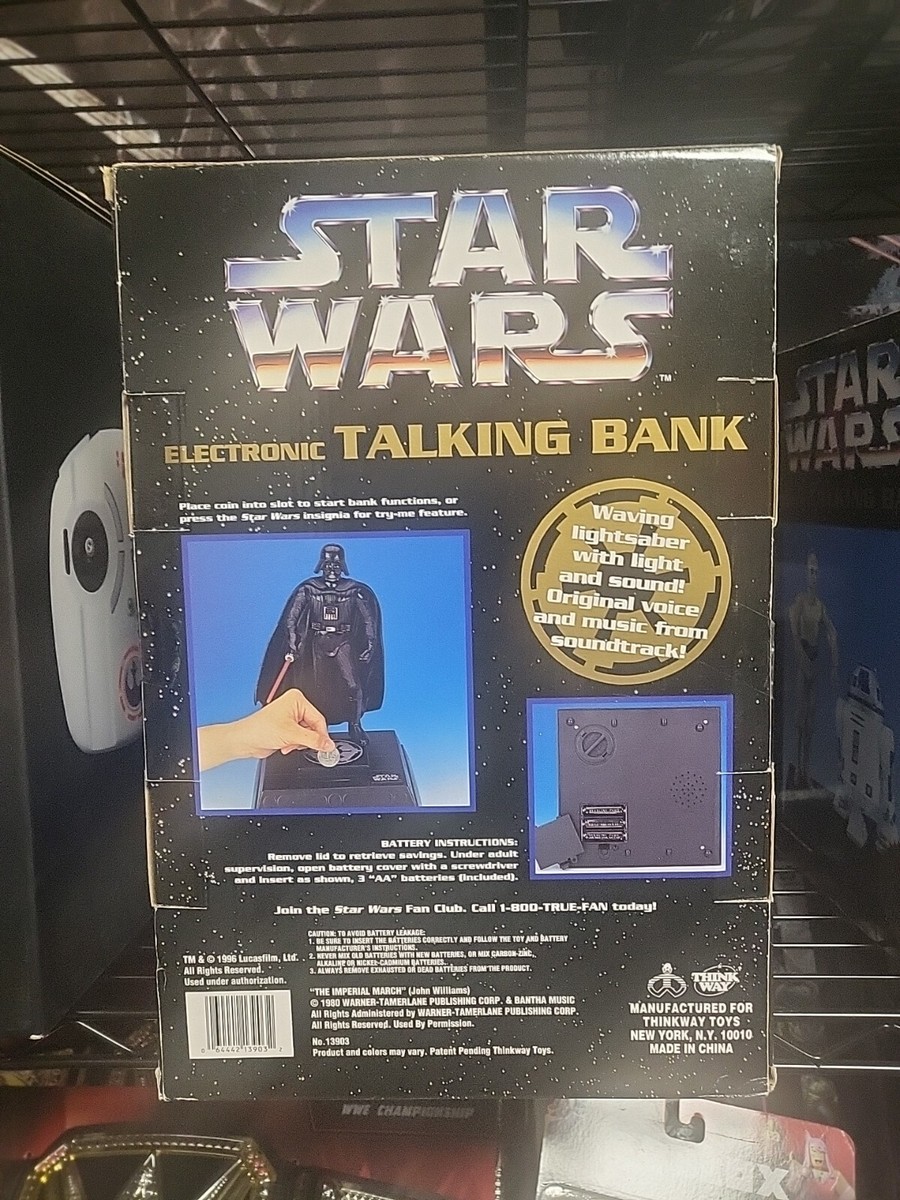 STAR
WARS
TM
ELECTRONIC TALKING BANK
Place coin into slot to start bank functions, or
press the Star Wars insignia for try-me feature.
Waving
lightsaber
with light
and sound!
Original voice
and music from
soundtrack!
STAR
WARS
BATTERY INSTRUCTIONS:
Remove lid to retrieve savings. Under adult
supervision, open battery cover with a screwdriver
and insert as shown, 3 “AA” batteries (included).
Join the Star Wars Fan Club. Call 1-800-TRUE-FAN today!
CAUTION: TO AVOID BATTERY LEAKAGE:
1. BE SURE TO INSERT THE BATTERIES CORRECTLY AND FOLLOW THE TOY AND BATTERY
MANUFACTURER'S INSTRUCTIONS.
2. NEVER MIX OLD BATTERIES WITH NEW BATTERIES, OR MIX CARBON-ZINC,
ALKALINE OR NICKEL-CADMIUM BATTERIES.
3. ALWAYS REMOVE EXHAUSTED OR DEAD BATTERIES FROM THE PRODUCT.
TM & © 1996 Lucasfilm, Ltd.
All Rights Reserved.
Used under authorization.
"THE IMPERIAL MARCH" (John Williams)
© 1980 WARNER-TAMERLANE PUBLISHING CORP. & BANTHA MUSIC
All Rights Administered by WARNER-TAMERLANE PUBLISHING CORP.
All Rights Reserved. Used By Permission.
No.13903
Product and colors may vary. Patent Pending Thinkway Toys.
6 64442 13903 7
THINK
WAY
MANUFACTURED FOR
THINKWAY TOYS
NEW YORK, N.Y. 10010
MADE IN CHINA
STAR
WARS
WWE CHAMPIONSHIP